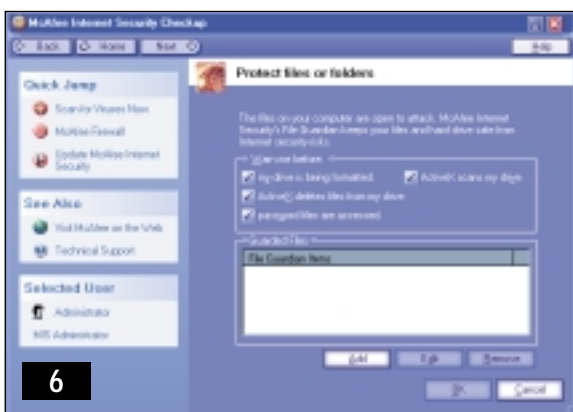 McAfee Internet Security Checkup
Back Home Next Help
Quick Jump
Scan for Viruses Now
McAfee Firewall
Update McAfee Internet
Security
See Also
Visit McAfee on the Web
Technical Support
Selected User
Administrator
MIS Administrator
Protect files or folders
The files on your computer are open to attack. McAfee Internet
Security's File Guardian keeps your files and hard drive safe from
Internet security risks.
Warn me before
my drive is being formatted
ActiveX scans my drive
ActiveX deletes files from my drive
password files are accessed
Guarded Files
File Guardian Items
Add Edit Remove
OK Cancel
6